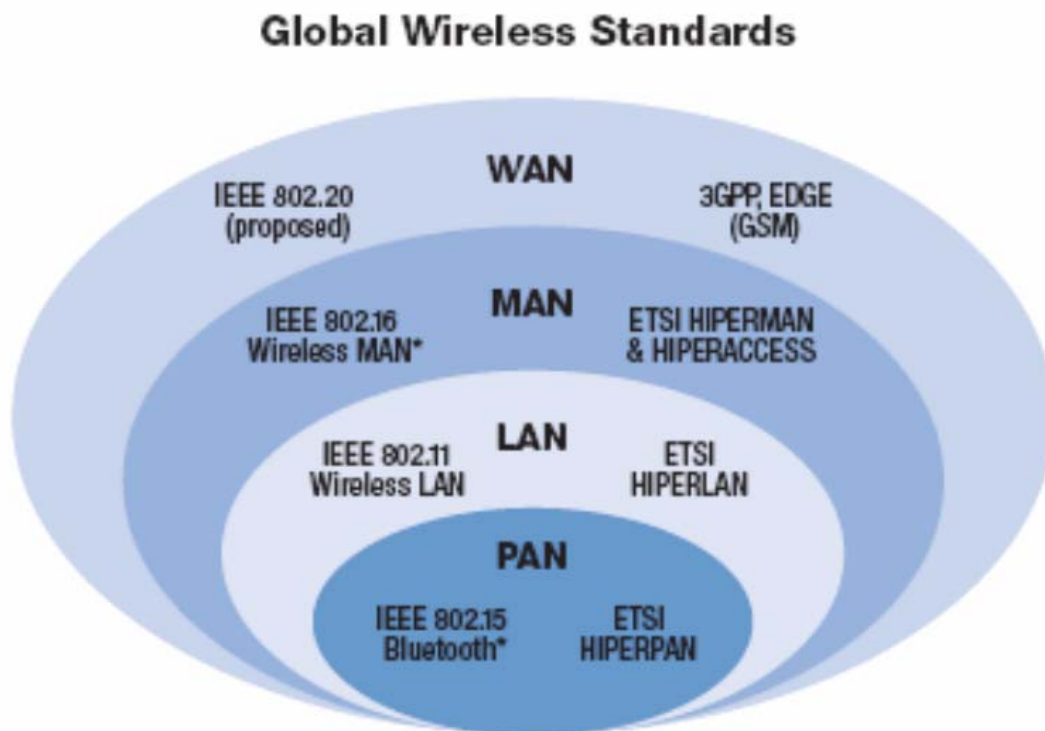 Global Wireless Standards
WAN
IEEE 802.20
(proposed)
3GPP, EDGE
(GSM)
MAN
IEEE 802.16
Wireless MAN*
ETSI HIPERMAN
& HIPERACCESS
LAN
IEEE 802.11
Wireless LAN
ETSI
HIPERLAN
PAN
IEEE 802.15
Bluetooth*
ETSI
HIPERPAN